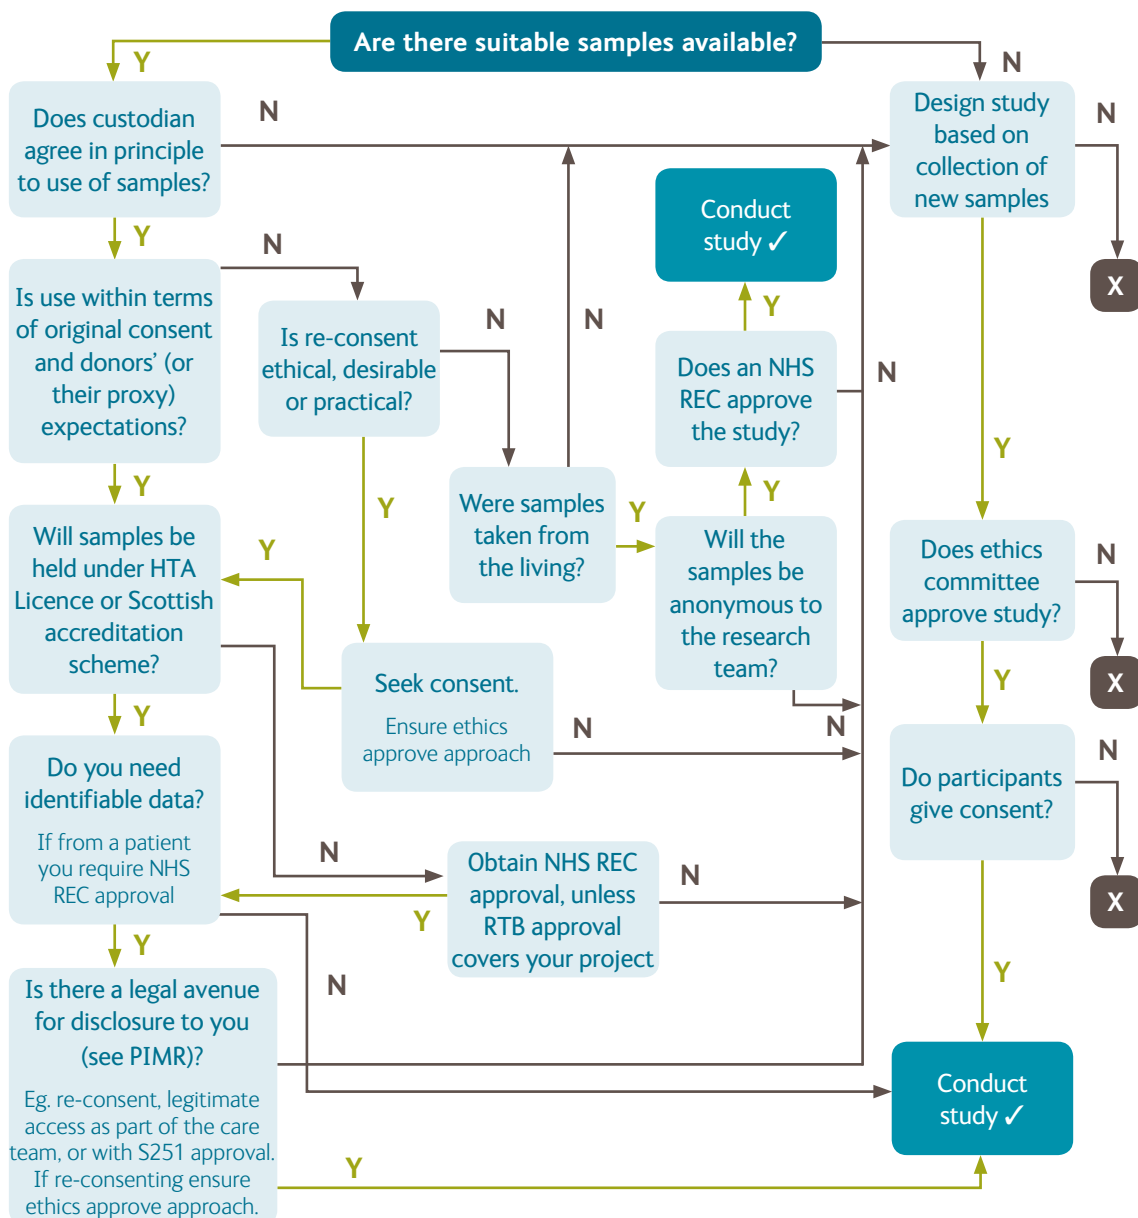 Are there suitable samples available?
Y
N
Does custodian
agree in principle
to use of samples?
N
Design study
based on
collection of
new samples
N
X
Y
N
Conduct
study ✓
Is use within terms
of original consent
and donors' (or
their proxy)
expectations?
Is re-consent
ethical, desirable
or practical?
N
N
Y
Does an NHS
REC approve
the study?
N
Y
Y
Will samples be
held under HTA
Licence or Scottish
accreditation
scheme?
Y
Y
Were samples
taken from
the living?
Y
Y
Will the
samples be
anonymous to
the research
team?
N
Does ethics
committee
approve study?
N
X
Y
Seek consent.
Ensure ethics
approve approach
N
Y
Do you need
identifiable data?
If from a patient
you require NHS
REC approval
N
Y
Obtain NHS REC
approval, unless
RTB approval
covers your project
N
Do participants
give consent?
N
X
Y
N
Y
Is there a legal avenue
for disclosure to you
(see PIMR)?
Eg. re-consent, legitimate
access as part of the care
team, or with S251 approval.
If re-consenting ensure
ethics approve approach.
Y
Conduct
study ✓